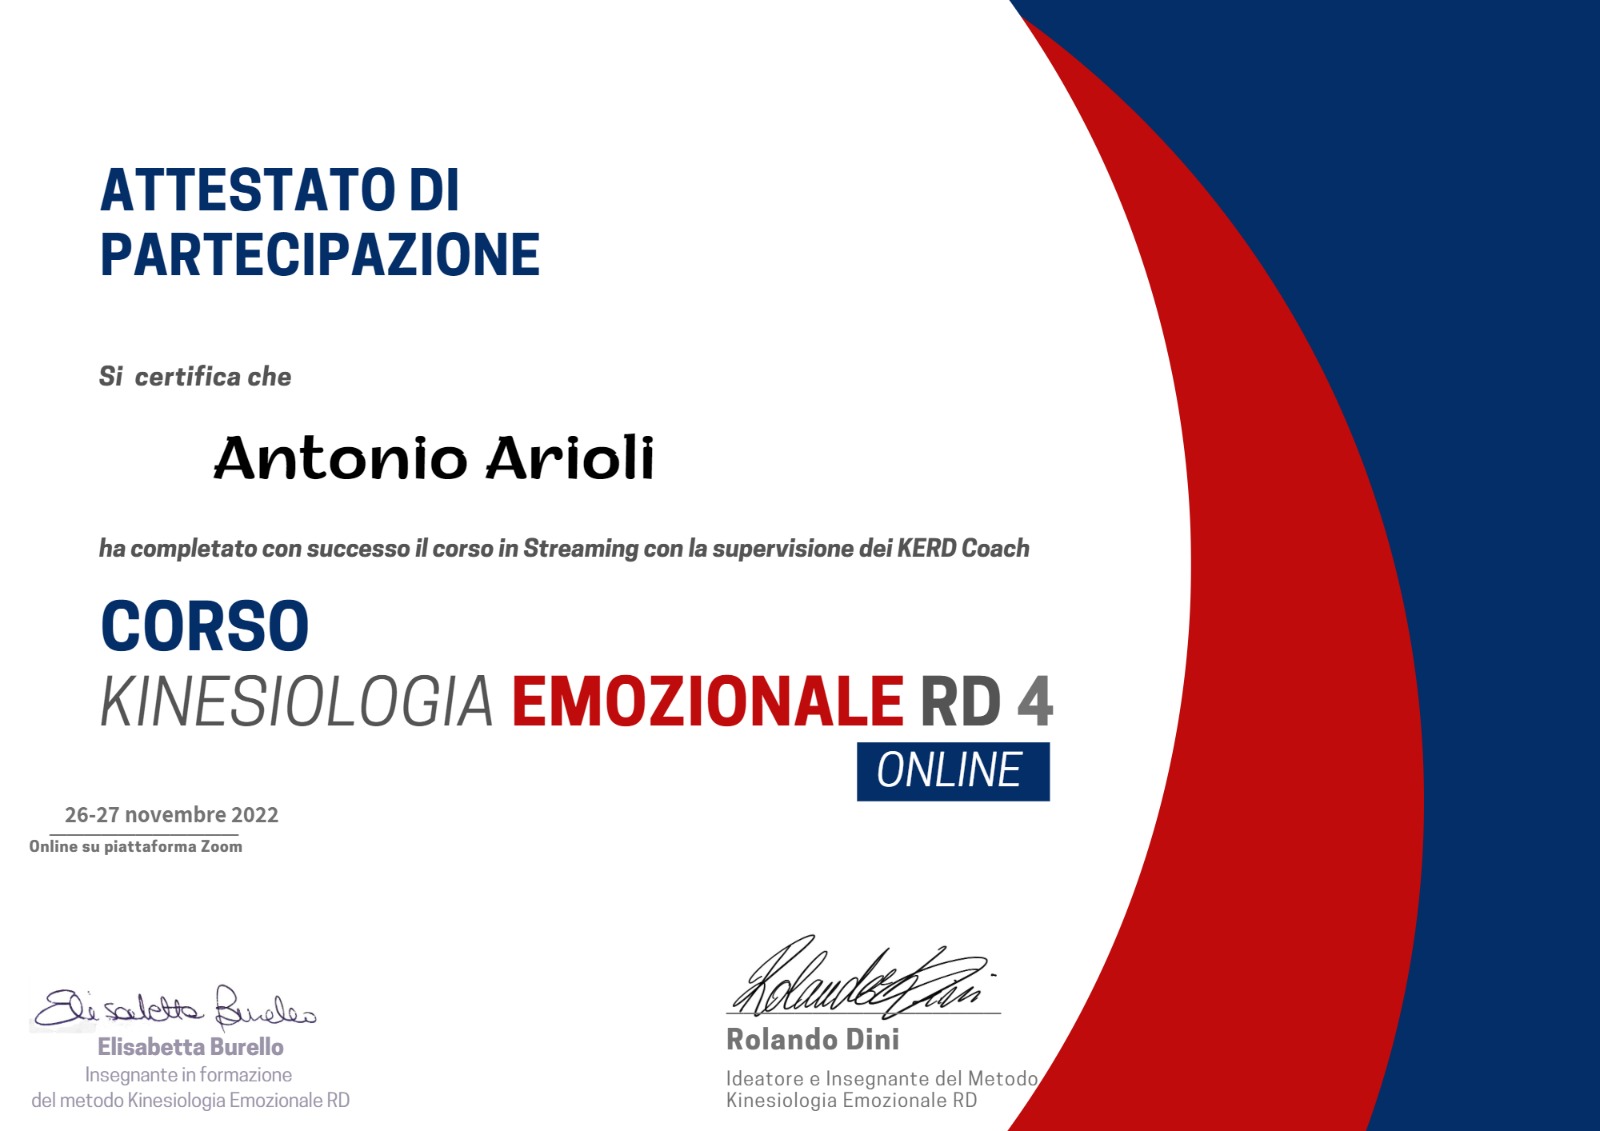 ATTESTATO DI
PARTECIPAZIONE
Si certifica che
Antonio Arioli
ha completato con successo il corso in Streaming con la supervisione dei KERD Coach
CORSO
KINESIOLOGIA EMOZIONALE RD 4
ONLINE
26-27 novembre 2022
Online su piattaforma Zoom
Elisabetta Burello
Elisabetta Burello
Insegnante in formazione
del metodo Kinesiologia Emozionale RD
Rolando Dini
Rolando Dini
Ideatore e Insegnante del Metodo
Kinesiologia Emozionale RD